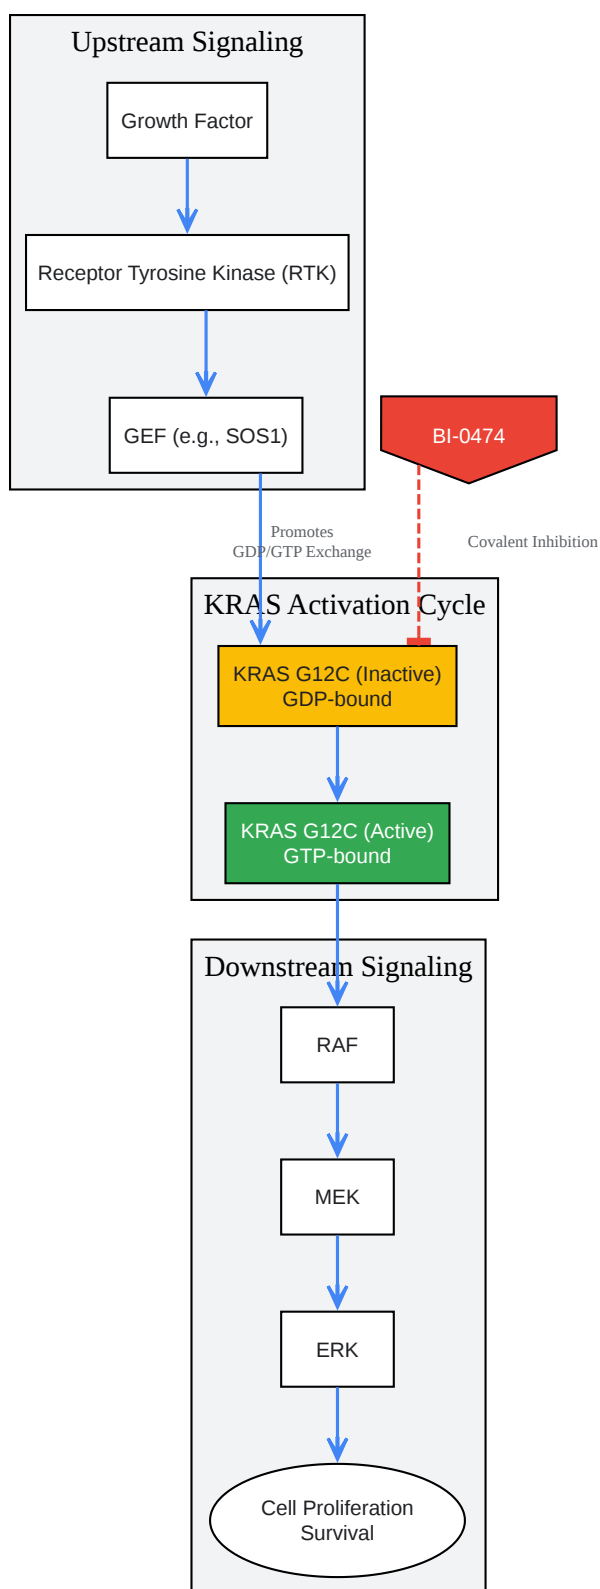 Upstream Signaling
Growth Factor
Receptor Tyrosine Kinase (RTK)
GEF (e.g., SOS1)
BI-0474
Promotes
GDP/GTP Exchange
Covalent Inhibition
KRAS Activation Cycle
KRAS G12C (Inactive)
GDP-bound
KRAS G12C (Active)
GTP-bound
Downstream Signaling
RAF
MEK
ERK
Cell Proliferation
Survival